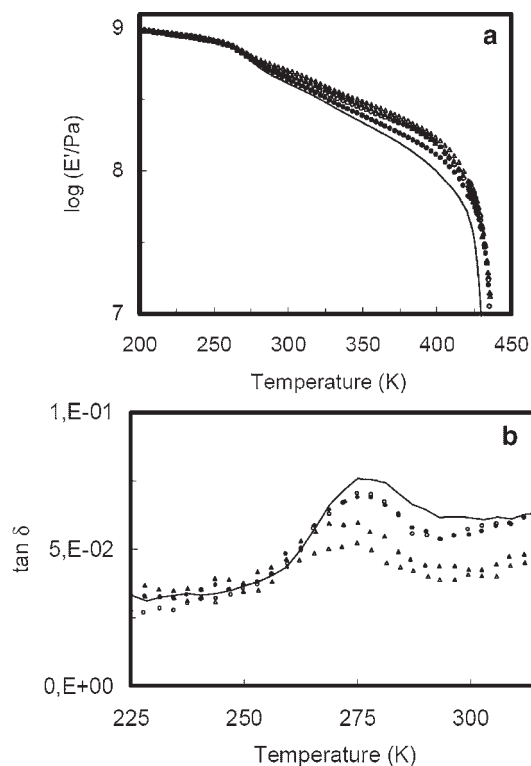 a
9
8
7
log (E'/Pa)
200 250 300 350 400 450
Temperature (K)
b
1,E-01
5,E-02
0,E+00
tan δ
225 250 275 300
Temperature (K)